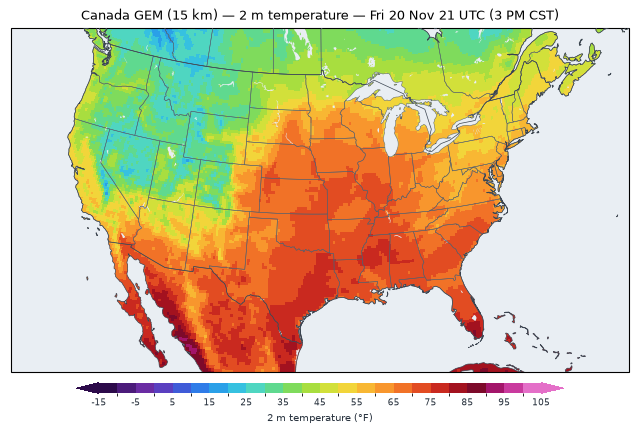 Canada GEM (15 km) — 2 m temperature — Fri 20 Nov 21 UTC (3 PM CST)
-15 -5 5 15 25 35 45 55 65 75 85 95 105
2 m temperature (°F)